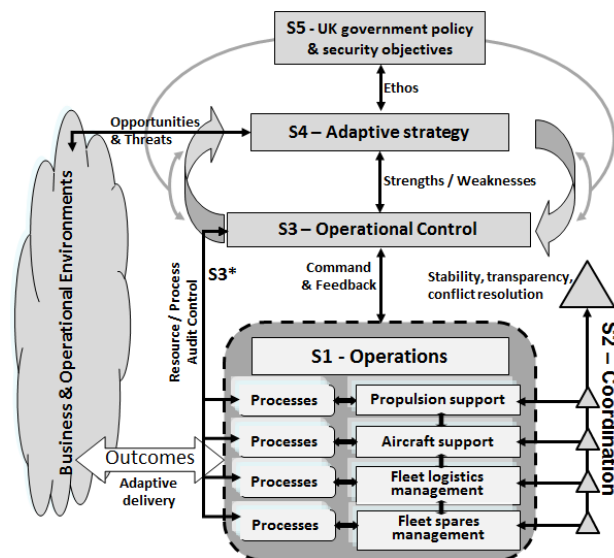 S5 - UK government policy
& security objectives
Ethos
Opportunities
& Threats
S4 – Adaptive strategy
Strengths / Weaknesses
S3 – Operational Control
S3*
Command
& Feedback
Stability, transparency,
conflict resolution
Resource / Process
Audit Control
Business & Operational Environments
S2 – Coordination
S1 - Operations
Processes
Propulsion support
Processes
Aircraft support
Processes
Fleet logistics
management
Processes
Fleet spares
management
Outcomes
Adaptive
delivery